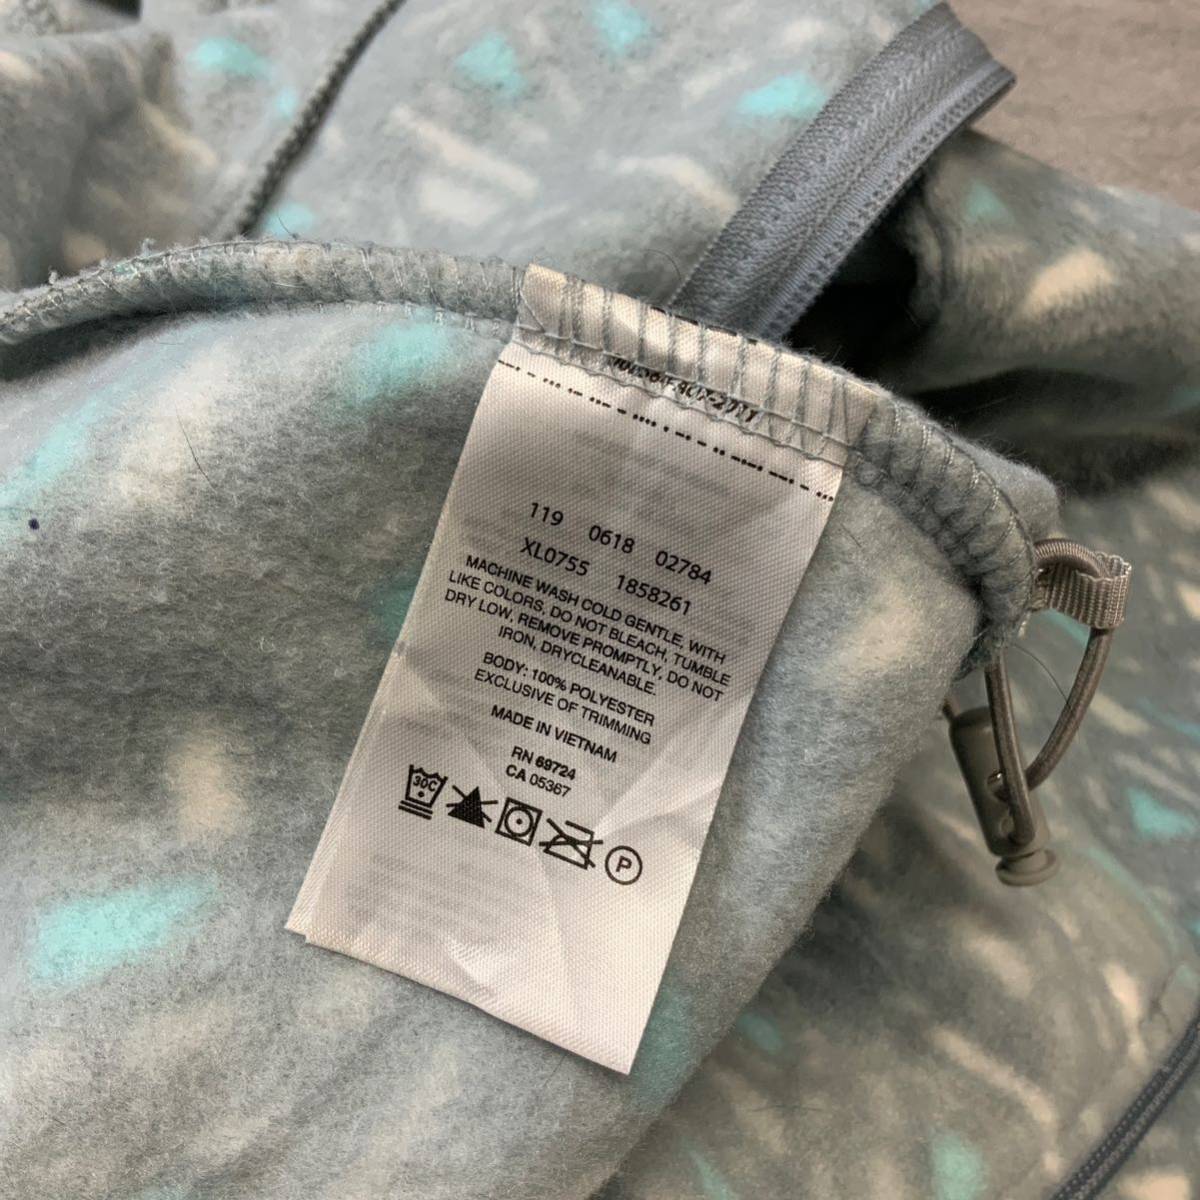 119 0618 02784
XL0755 1858261
MACHINE WASH COLD GENTLE, WITH
LIKE COLORS, DO NOT BLEACH, TUMBLE
DRY LOW, REMOVE PROMPTLY, DO NOT
IRON, DRYCLEANABLE.
BODY: 100% POLYESTER
EXCLUSIVE OF TRIMMING
MADE IN VIETNAM
RN 69724
CA 05367
30C
P